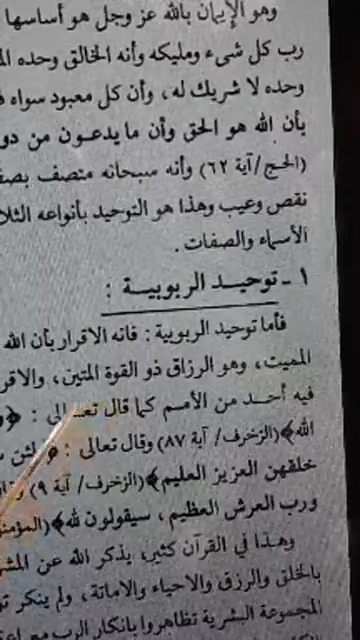 وهو الإيمان بالله عز وجل هو أساسها
رب كل شيء ومليكه وأنه الخالق وحده
وحده لا شريك له، وأن كل معبود سواه
بأن الله هو الحق وأن ما يدعون من
(الحج/آية ٦٢) وأنه سبحانه متصف
نقص وعيب وهذا هو التوحيد بأنواعه
الأسماء والصفات .
١ ـ توحيد الربوبية :
فأما توحيد الربوبية : فانه الاقرار بأن الله
المميت، وهو الرزاق ذو القوة المتين،
فيه أحد من الأمم كما قال تعالى :
الله﴾ (الزخرف/ آية ٨٧) وقال تعالى :
خلقهن العزيز العليم﴾ (الزخرف/ آية ٩)
ورب العرش العظيم، سيقولون لله﴾
وهذا في القرآن كثير، يذكر الله عن
بالخلق والرزق والاحياء والاماتة، ولم ينكر
المجموعة البشرية تظاهروا بانكار الرب مع